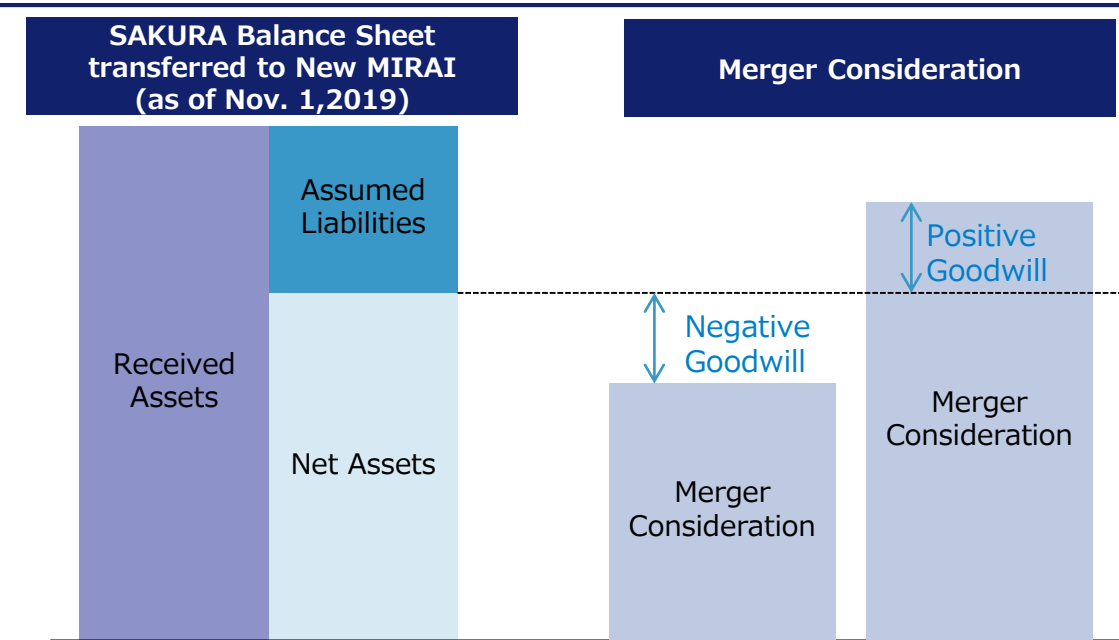 SAKURA Balance Sheet
transferred to New MIRAI
(as of Nov. 1,2019)
Merger Consideration
Received
Assets
Assumed
Liabilities
Net Assets
Negative
Goodwill
Merger
Consideration
Positive
Goodwill
Merger
Consideration